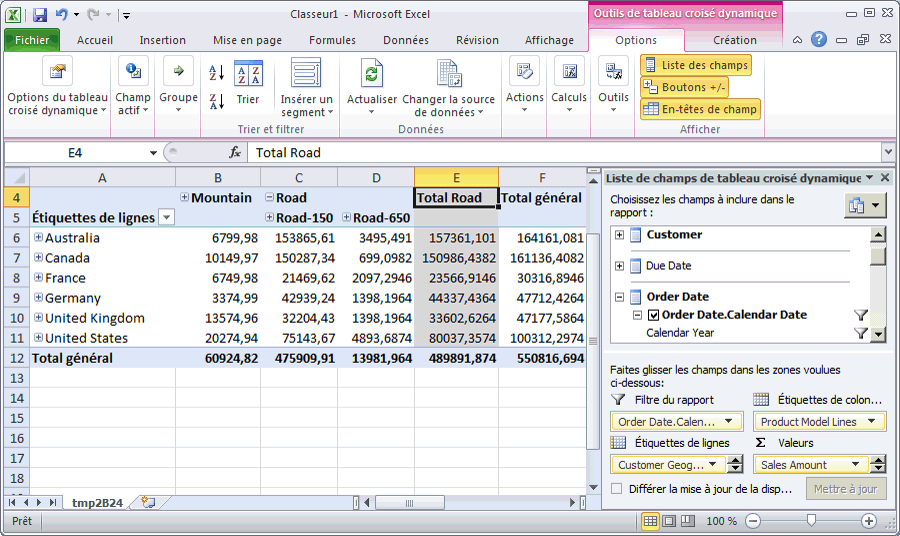 Classeur1 - Microsoft Excel
Outils de tableau croisé dynamique
Fichier Accueil Insertion Mise en page Formules Données Révision Affichage Options Création
Options du tableau croisé dynamique
Champ actif
Groupe
Trier
Insérer un segment
Trier et filtrer
Actualiser
Changer la source de données
Données
Actions
Calculs
Outils
Liste des champs
Boutons +/-
En-têtes de champ
Afficher
E4 fx Total Road
A B C D E F
4 Mountain Road Total Road Total général
5 Étiquettes de lignes Road-150 Road-650
6 Australia 6799,98 153865,61 3495,491 157361,101 164161,081
7 Canada 10149,97 150287,34 699,0982 150986,4382 161136,4082
8 France 6749,98 21469,62 2097,2946 23566,9146 30316,8946
9 Germany 3374,99 42939,24 1398,1964 44337,4364 47712,4264
10 United Kingdom 13574,96 32204,43 1398,1964 33602,6264 47177,5864
11 United States 20274,94 75143,67 4893,6874 80037,3574 100312,2974
12 Total général 60924,82 475909,91 13981,964 489891,874 550816,694
13
14
15
16
17
18
tmp2B24
Prêt
100 %
Liste de champs de tableau croisé dynamique
Choisissez les champs à inclure dans le
rapport :
Customer
Due Date
Order Date
Order Date.Calendar Date
Calendar Year
Faites glisser les champs dans les zones voulues
ci-dessous:
Filtre du rapport Étiquettes de colon...
Order Date.Calen... Product Model Lines
Étiquettes de lignes Σ Valeurs
Customer Geog... Sales Amount
Différer la mise à jour de la disp... Mettre à jour